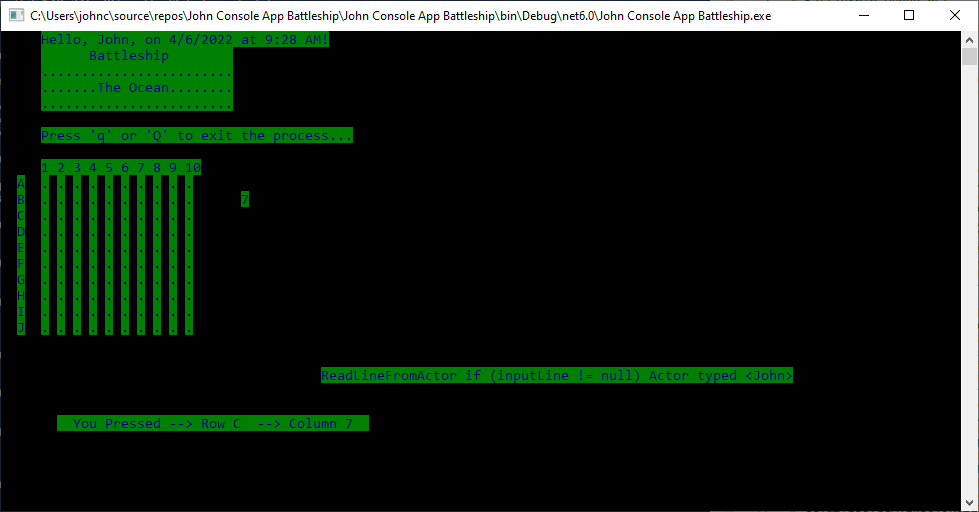 C:\Users\johnc\source\repos\John Console App Battleship\John Console App Battleship\bin\Debug\net6.0\John Console App Battleship.exe
Hello, John, on 4/6/2022 at 9:28 AM!
Battleship
........................
.......The Ocean........
........................
Press 'q' or 'Q' to exit the process...
1 2 3 4 5 6 7 8 9 10
A . . . . . . . . . .
B . . . . . . . . . . 7
C . . . . . . . . . .
D . . . . . . . . . .
E . . . . . . . . . .
F . . . . . . . . . .
G . . . . . . . . . .
H . . . . . . . . . .
I . . . . . . . . . .
J . . . . . . . . . .
ReadLineFromActor if (inputLine != null) Actor typed <John>
You Pressed --> Row C  --> Column 7